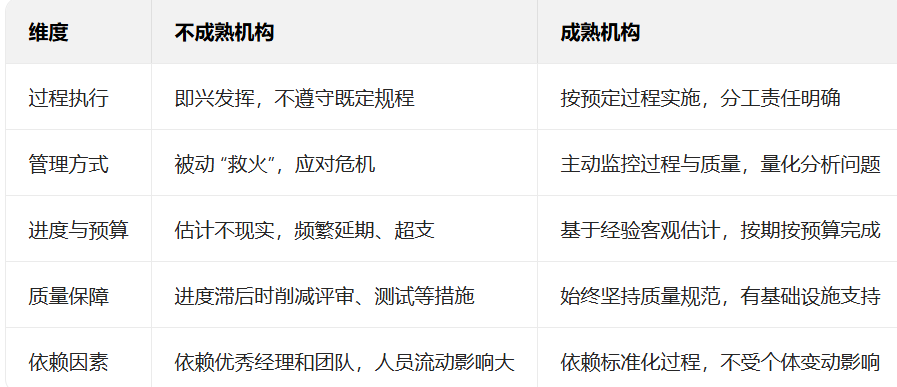 维度 不成熟机构 成熟机构
过程执行 即兴发挥，不遵守既定规程 按预定过程实施，分工责任明确
管理方式 被动 “救火”，应对危机 主动监控过程与质量，量化分析问题
进度与预算 估计不现实，频繁延期、超支 基于经验客观估计，按期按预算完成
质量保障 进度滞后时削减评审、测试等措施 始终坚持质量规范，有基础设施支持
依赖因素 依赖优秀经理和团队，人员流动影响大 依赖标准化过程，不受个体变动影响